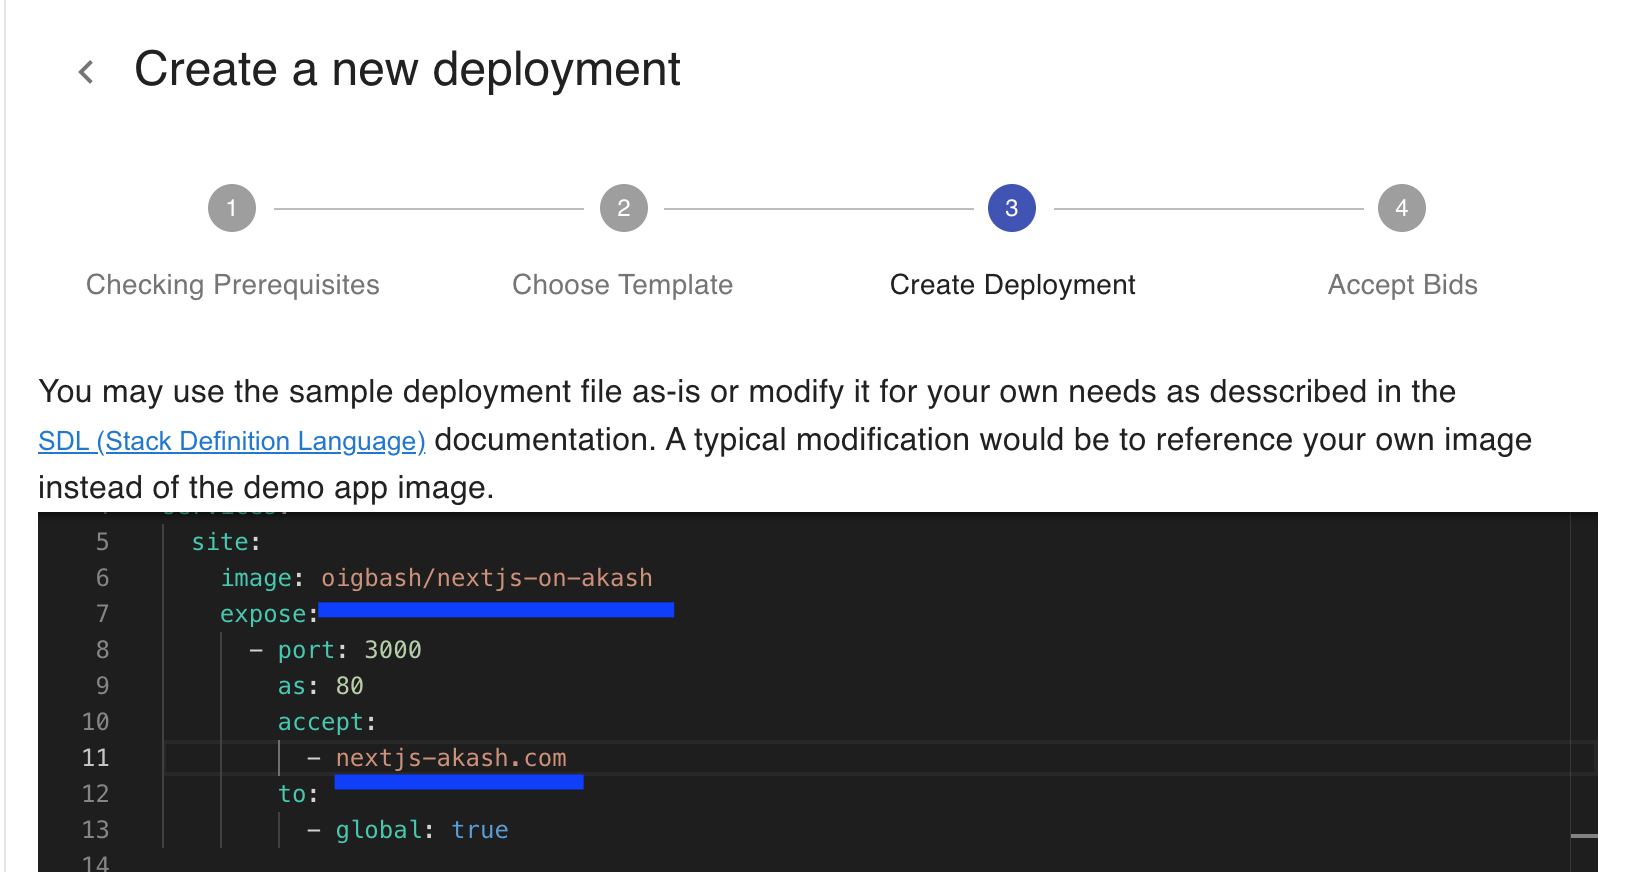 Create a new deployment
1
2
3
4
Checking Prerequisites
Choose Template
Create Deployment
Accept Bids
You may use the sample deployment file as-is or modify it for your own needs as desscribed in the
SDL (Stack Definition Language) documentation. A typical modification would be to reference your own image
instead of the demo app image.
5 site:
6 image: oigbash/nextjs-on-akash
7 expose:
8 - port: 3000
9 as: 80
10 accept:
11 - nextjs-akash.com
12 to:
13 - global: true
14